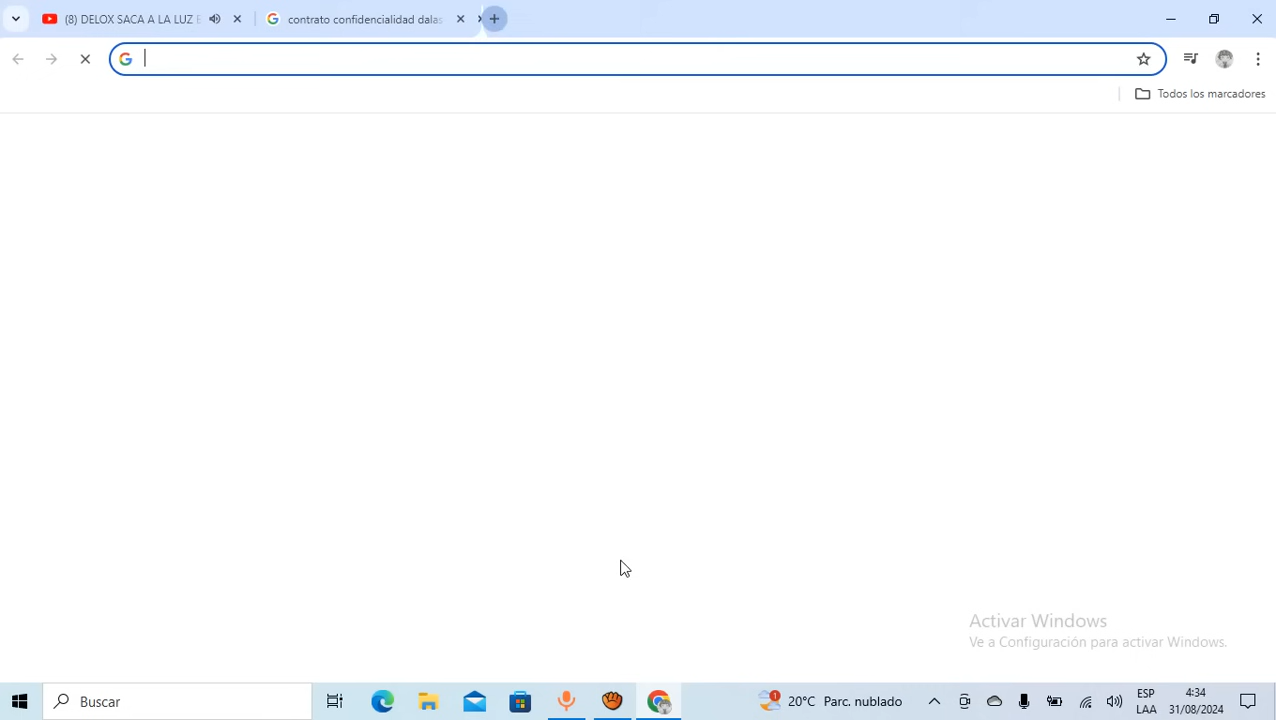 (8) DELOX SACA A LA LUZ E
contrato confidencialidad dalas
Todos los marcadores
Activar Windows
Ve a Configuración para activar Windows.
Buscar
1
20°C Parc. nublado
ESP
LAA
4:34
31/08/2024